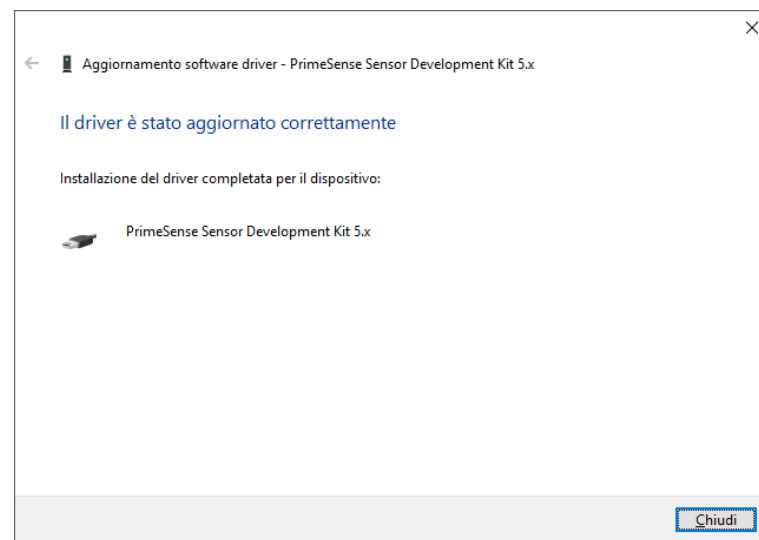 Aggiornamento software driver - PrimeSense Sensor Development Kit 5.x
Il driver è stato aggiornato correttamente
Installazione del driver completata per il dispositivo:
PrimeSense Sensor Development Kit 5.x
Chiudi